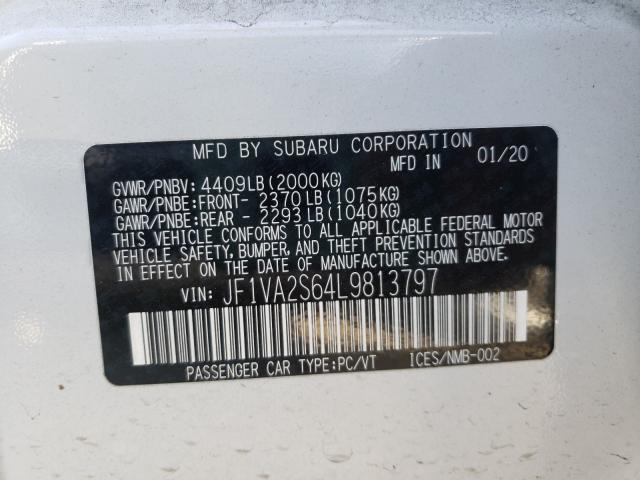 MFD BY SUBARU CORPORATION
MFD IN 01/20
GVWR/PNBV: 4409LB(2000KG)
GAWR/PNBE:FRONT- 2370LB(1075KG)
GAWR/PNBE:REAR - 2293LB(1040KG)
THIS VEHICLE CONFORMS TO ALL APPLICABLE FEDERAL MOTOR
VEHICLE SAFETY, BUMPER, AND THEFT PREVENTION STANDARDS
IN EFFECT ON THE DATE OF MANUFACTURE SHOWN ABOVE.
VIN: JF1VA2S64L9813797
PASSENGER CAR TYPE:PC/VT ICES/NMB-002